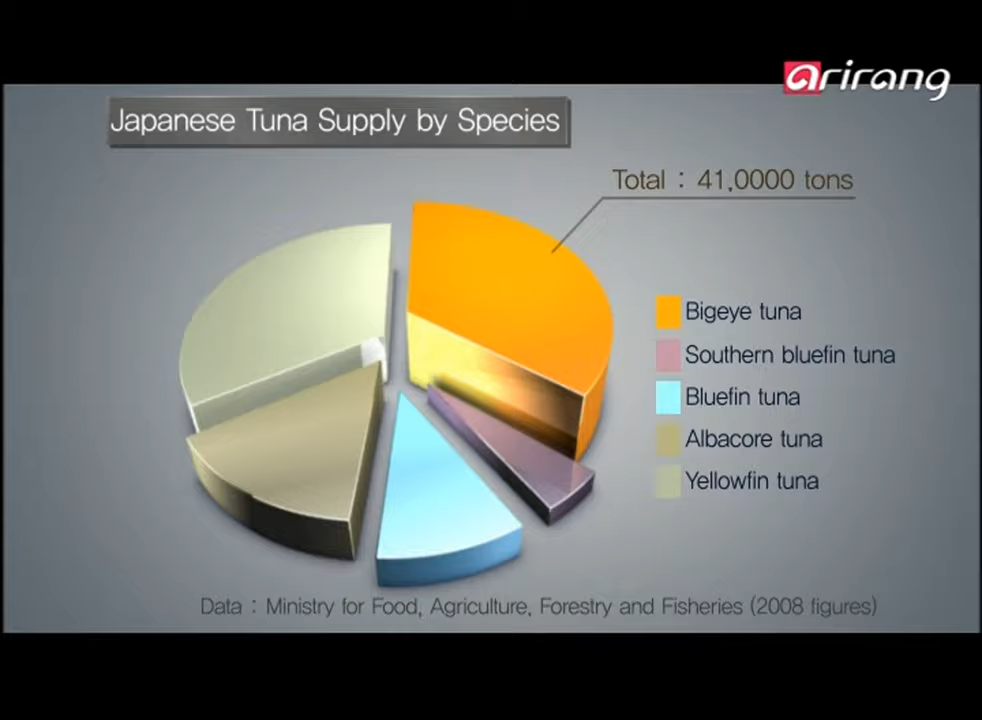 arirang
Japanese Tuna Supply by Species
Total : 41,0000 tons
Bigeye tuna
Southern bluefin tuna
Bluefin tuna
Albacore tuna
Yellowfin tuna
Data : Ministry for Food, Agriculture, Forestry and Fisheries (2008 figures)